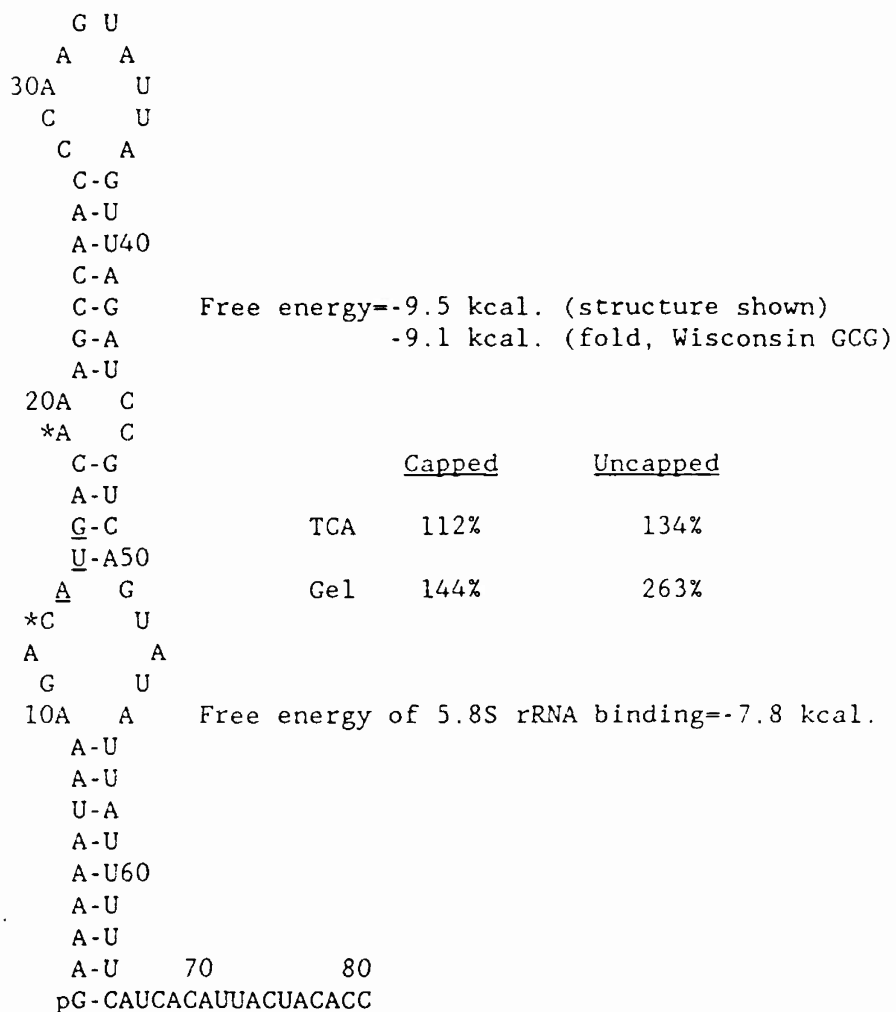 G U
A A
30A U
C U
C A
C-G
A-U
A-U40
C-A
C-G Free energy=-9.5 kcal. (structure shown)
G-A -9.1 kcal. (fold, Wisconsin GCG)
A-U
20A C
*A C
C-G Capped Uncapped
A-U
G-C TCA 112% 134%
U-A50
A G Gel 144% 263%
*C U
A A
G U
10A A Free energy of 5.8S rRNA binding=-7.8 kcal.
A-U
A-U
U-A
A-U
A-U60
A-U
A-U
A-U 70 80
pG-CAUCACAUUACUACACC